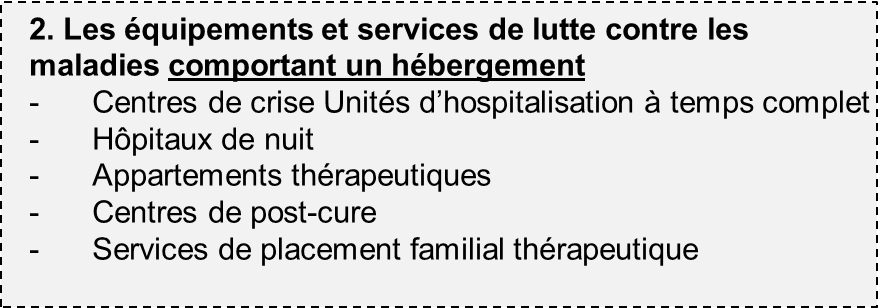 2. Les équipements et services de lutte contre les
maladies comportant un hébergement
- Centres de crise Unités d’hospitalisation à temps complet
- Hôpitaux de nuit
- Appartements thérapeutiques
- Centres de post-cure
- Services de placement familial thérapeutique